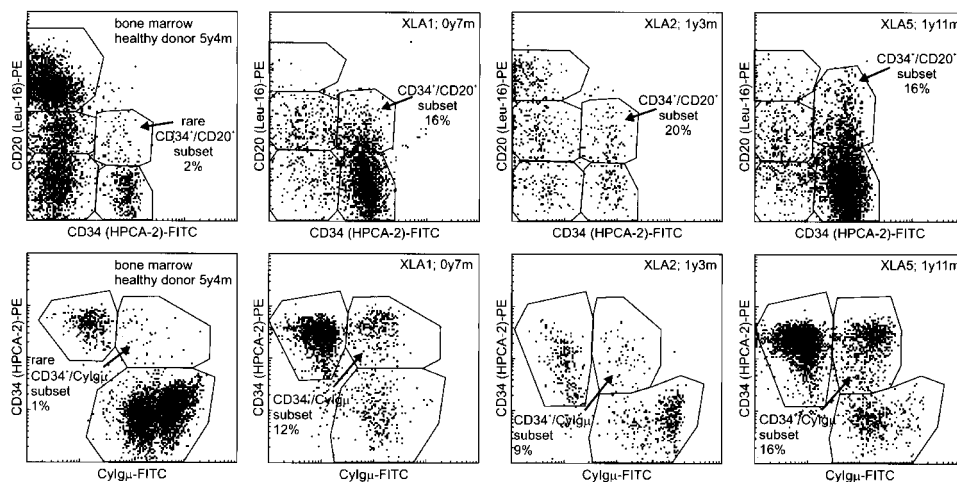 bone marrow
healthy donor 5y4m
CD20 (Leu-16)-PE
rare
CD34⁺/CD20⁺
subset
2%
CD34 (HPCA-2)-FITC
XLA1; 0y7m
CD20 (Leu-16)-PE
CD34⁺/CD20⁺
subset
16%
CD34 (HPCA-2)-FITC
XLA2; 1y3m
CD20 (Leu-16)-PE
CD34⁺/CD20⁺
subset
20%
CD34 (HPCA-2)-FITC
XLA5; 1y11m
CD20 (Leu-16)-PE
CD34⁺/CD20⁺
subset
16%
CD34 (HPCA-2)-FITC
bone marrow
healthy donor 5y4m
CD34 (HPCA-2)-PE
rare
CD34⁺/CyIgμ⁺
subset
1%
CyIgμ-FITC
XLA1; 0y7m
CD34 (HPCA-2)-PE
CD34⁺/CyIgμ⁺
subset
12%
CyIgμ-FITC
XLA2; 1y3m
CD34 (HPCA-2)-PE
CD34⁺/CyIgμ⁺
subset
9%
CyIgμ-FITC
XLA5; 1y11m
CD34 (HPCA-2)-PE
CD34⁺/CyIgμ⁺
subset
16%
CyIgμ-FITC